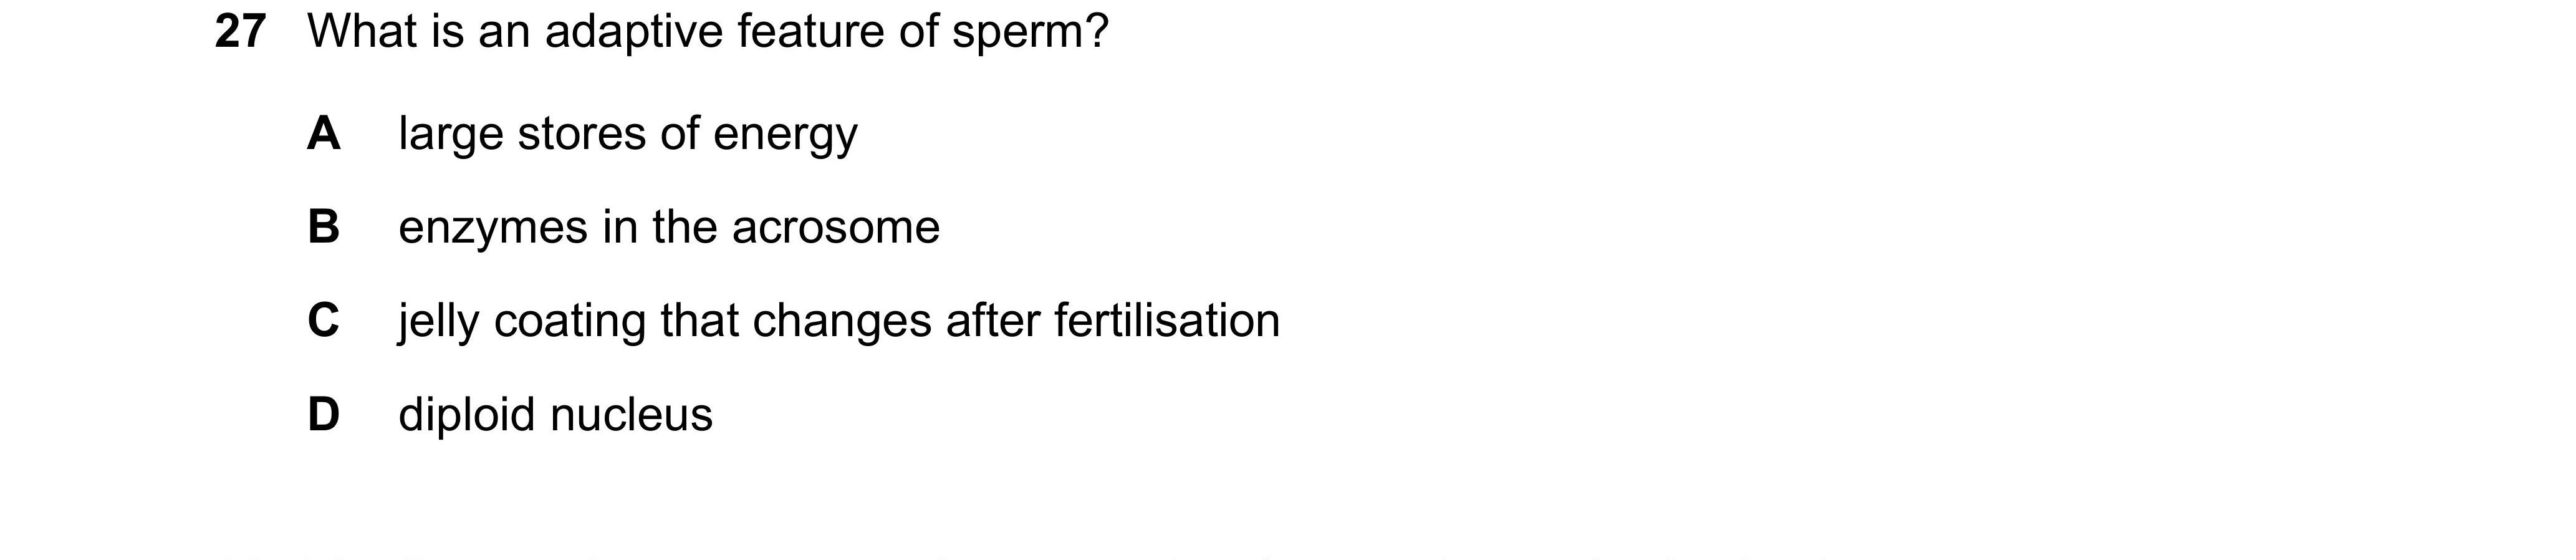 27 What is an adaptive feature of sperm?
A large stores of energy
B enzymes in the acrosome
C jelly coating that changes after fertilisation
D diploid nucleus